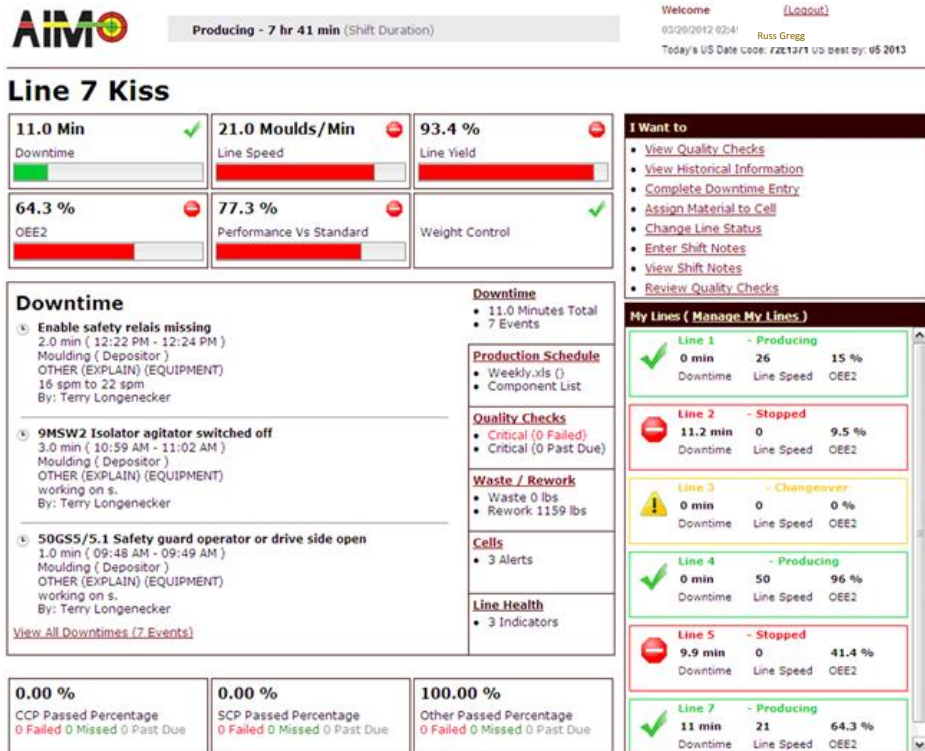 AIMO
Producing - 7 hr 41 min (Shift Duration)
Welcome (Logout)
03/20/2012 02:4
Russ Gregg
Today's US Date Code: 72E1371 US Best By: 05 2013
Line 7 Kiss
11.0 Min
Downtime
21.0 Moulds/Min
Line Speed
93.4 %
Line Yield
64.3 %
OEE2
77.3 %
Performance Vs Standard
Weight Control
I Want to
View Quality Checks
View Historical Information
Complete Downtime Entry
Assign Material to Cell
Change Line Status
Enter Shift Notes
View Shift Notes
Review Quality Checks
Downtime
Enable safety relais missing
2.0 min ( 12:22 PM - 12:24 PM )
Moulding ( Depositor )
OTHER (EXPLAIN) (EQUIPMENT)
16 spm to 22 spm
By: Terry Longenecker
9MSW2 Isolator agitator switched off
3.0 min ( 10:59 AM - 11:02 AM )
Moulding ( Depositor )
OTHER (EXPLAIN) (EQUIPMENT)
working on s.
By: Terry Longenecker
50GS5/5.1 Safety guard operator or drive side open
1.0 min ( 09:48 AM - 09:49 AM )
Moulding ( Depositor )
OTHER (EXPLAIN) (EQUIPMENT)
working on s.
By: Terry Longenecker
View All Downtimes (7 Events)
Downtime
11.0 Minutes Total
7 Events
Production Schedule
Weekly.xls ()
Component List
Quality Checks
Critical (0 Failed)
Critical (0 Past Due)
Waste / Rework
Waste 0 lbs
Rework 1159 lbs
Cells
3 Alerts
Line Health
3 Indicators
My Lines ( Manage My Lines )
Line 1 - Producing
0 min 26 15 %
Downtime Line Speed OEE2
Line 2 - Stopped
11.2 min 0 9.5 %
Downtime Line Speed OEE2
Line 3 - Changeover
0 min 0 0 %
Downtime Line Speed OEE2
Line 4 - Producing
0 min 50 96 %
Downtime Line Speed OEE2
Line 5 - Stopped
9.9 min 0 41.4 %
Downtime Line Speed OEE2
Line 7 - Producing
11 min 21 64.3 %
Downtime Line Speed OEE2
0.00 %
CCP Passed Percentage
0 Failed 0 Missed 0 Past Due
0.00 %
SCP Passed Percentage
0 Failed 0 Missed 0 Past Due
100.00 %
Other Passed Percentage
0 Failed 0 Missed 0 Past Due